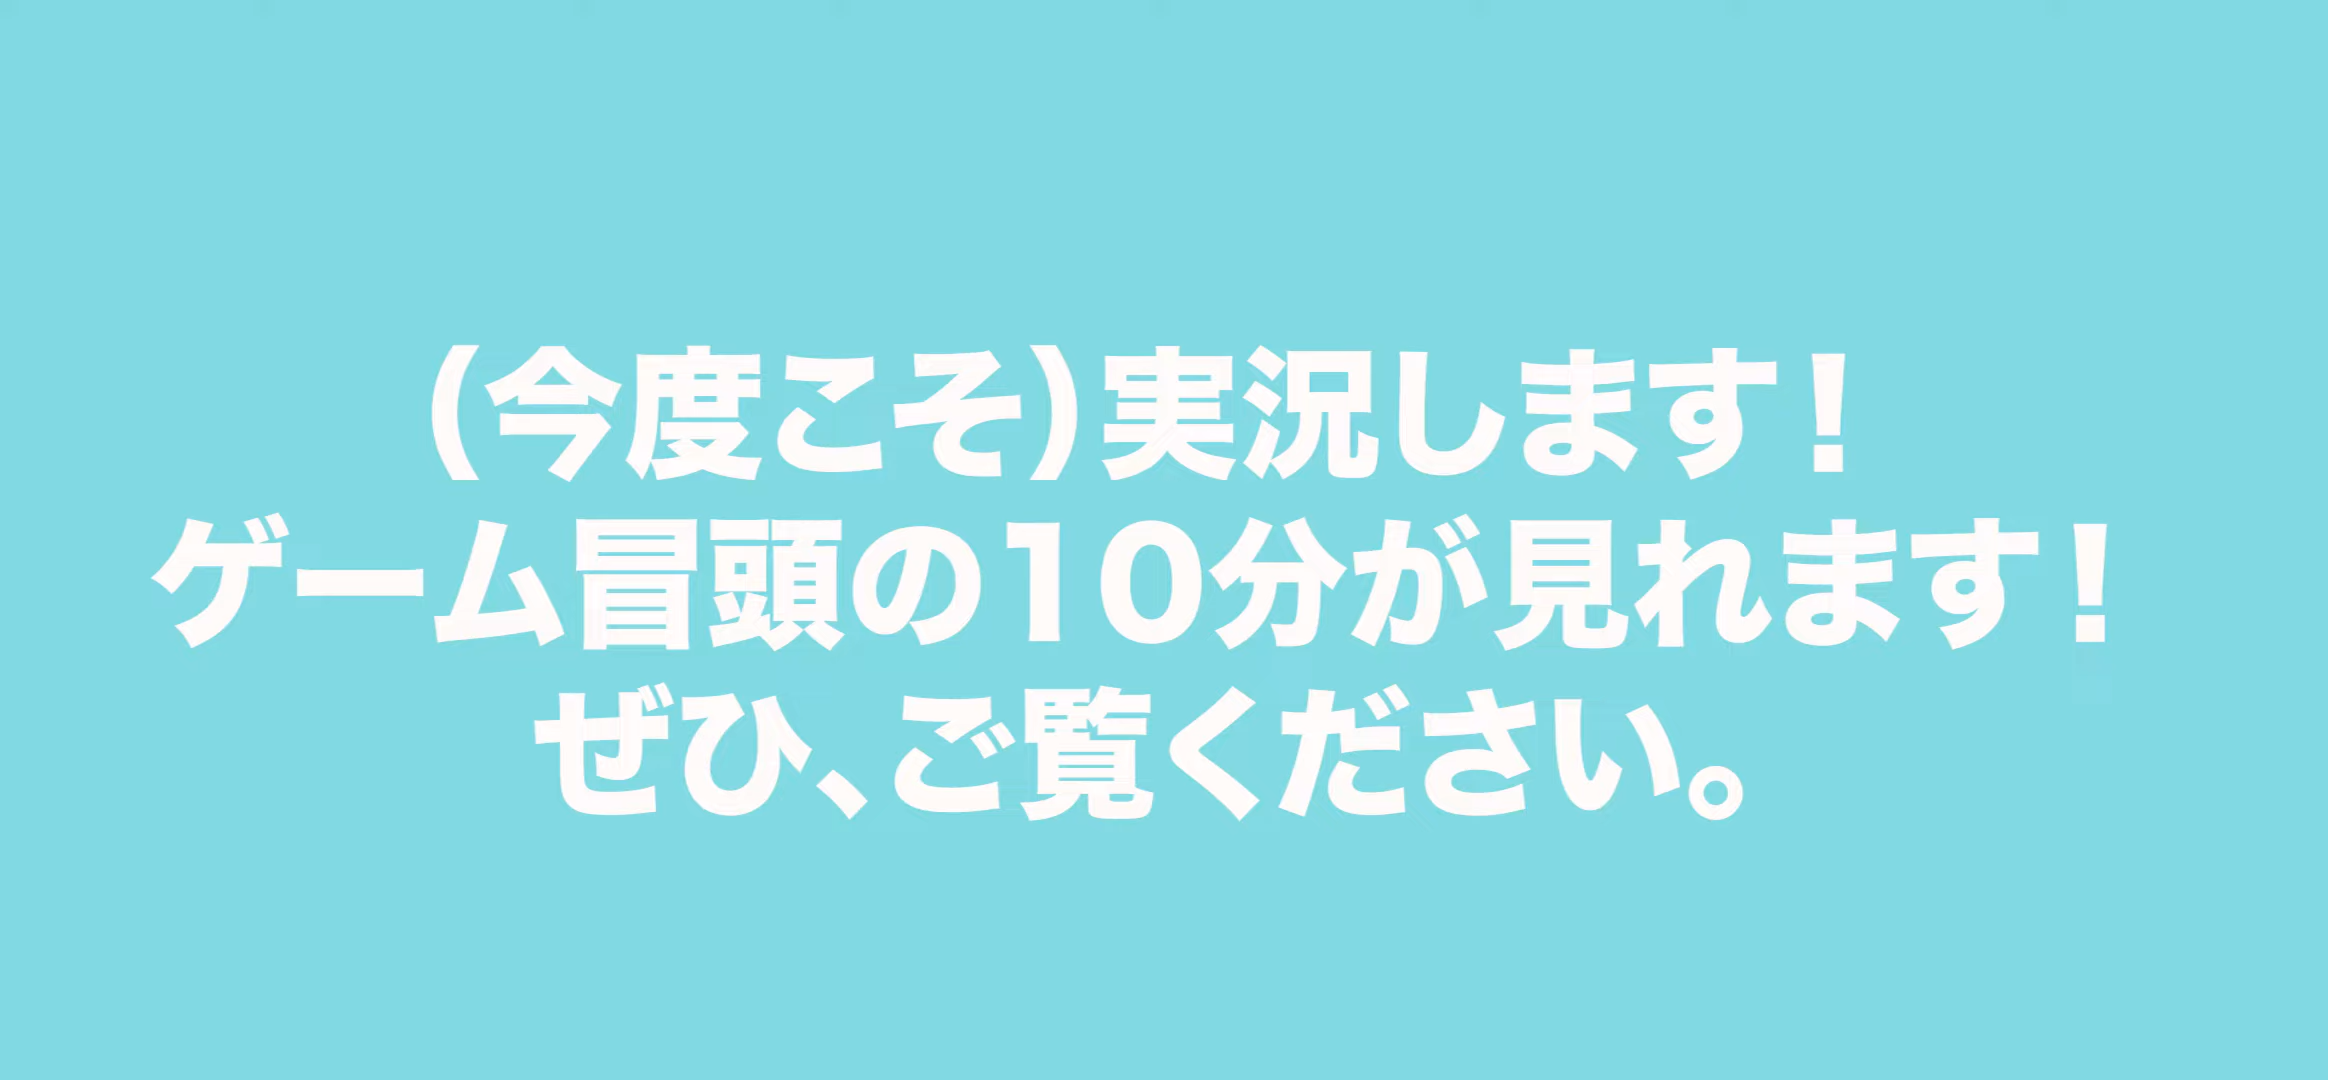 (今度こそ)実況します！
ゲーム冒頭の10分が見れます！
ぜひ、ご覧ください。